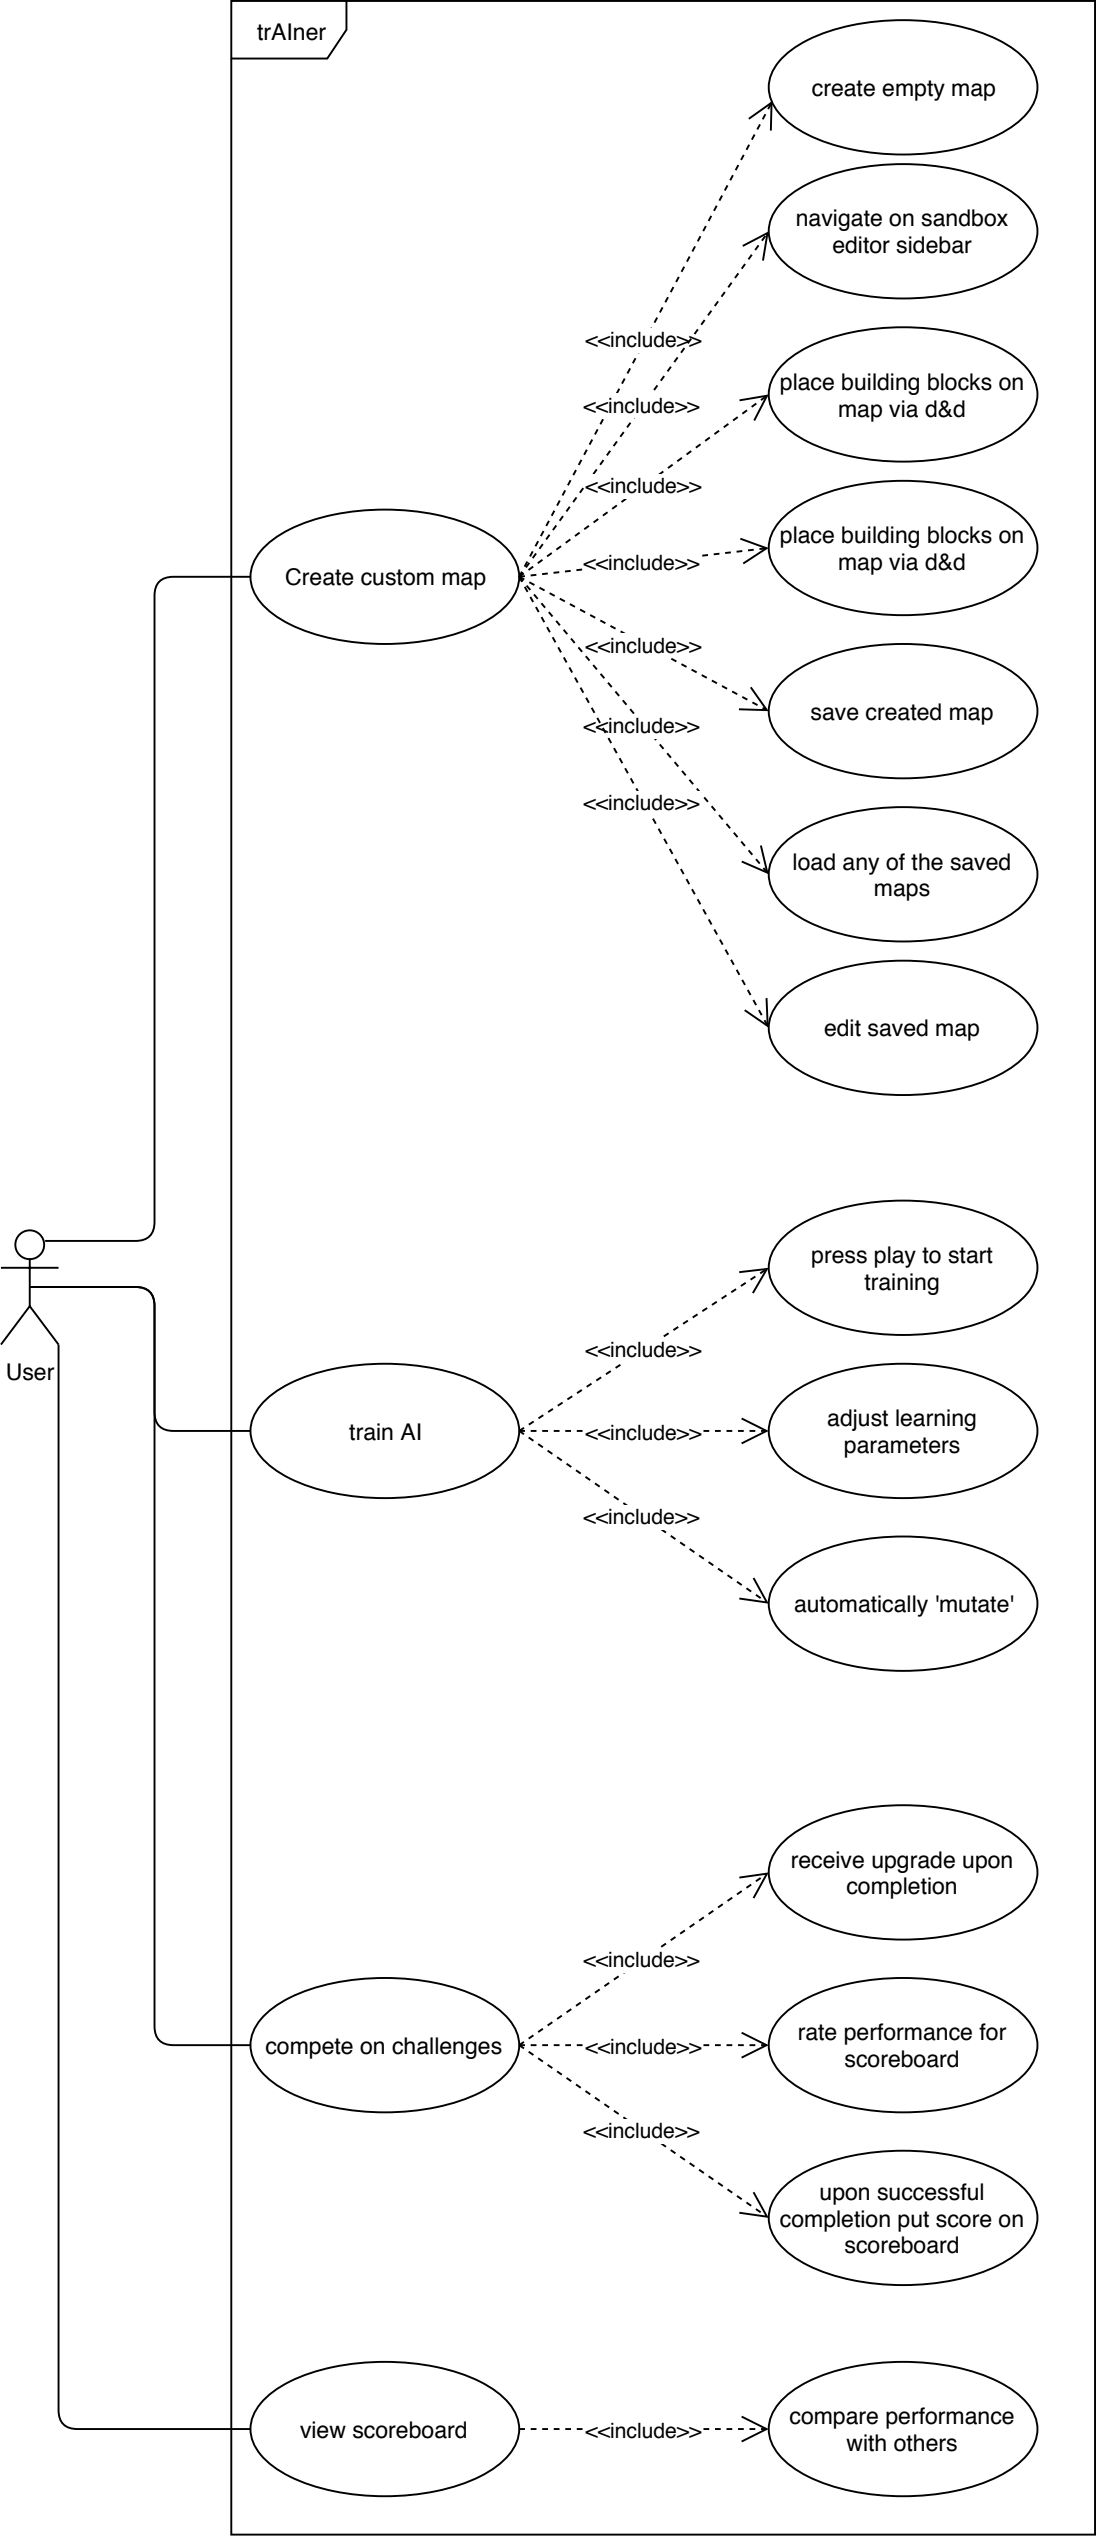 trAIner
create empty map
navigate on sandbox
editor sidebar
<<include>>
place building blocks on
map via d&d
<<include>>
<<include>>
place building blocks on
map via d&d
<<include>>
Create custom map
<<include>>
save created map
<<include>>
<<include>>
load any of the saved
maps
edit saved map
User
press play to start
training
<<include>>
train AI
<<include>>
adjust learning
parameters
<<include>>
automatically 'mutate'
receive upgrade upon
completion
<<include>>
compete on challenges
<<include>>
rate performance for
scoreboard
<<include>>
upon successful
completion put score on
scoreboard
view scoreboard
<<include>>
compare performance
with others